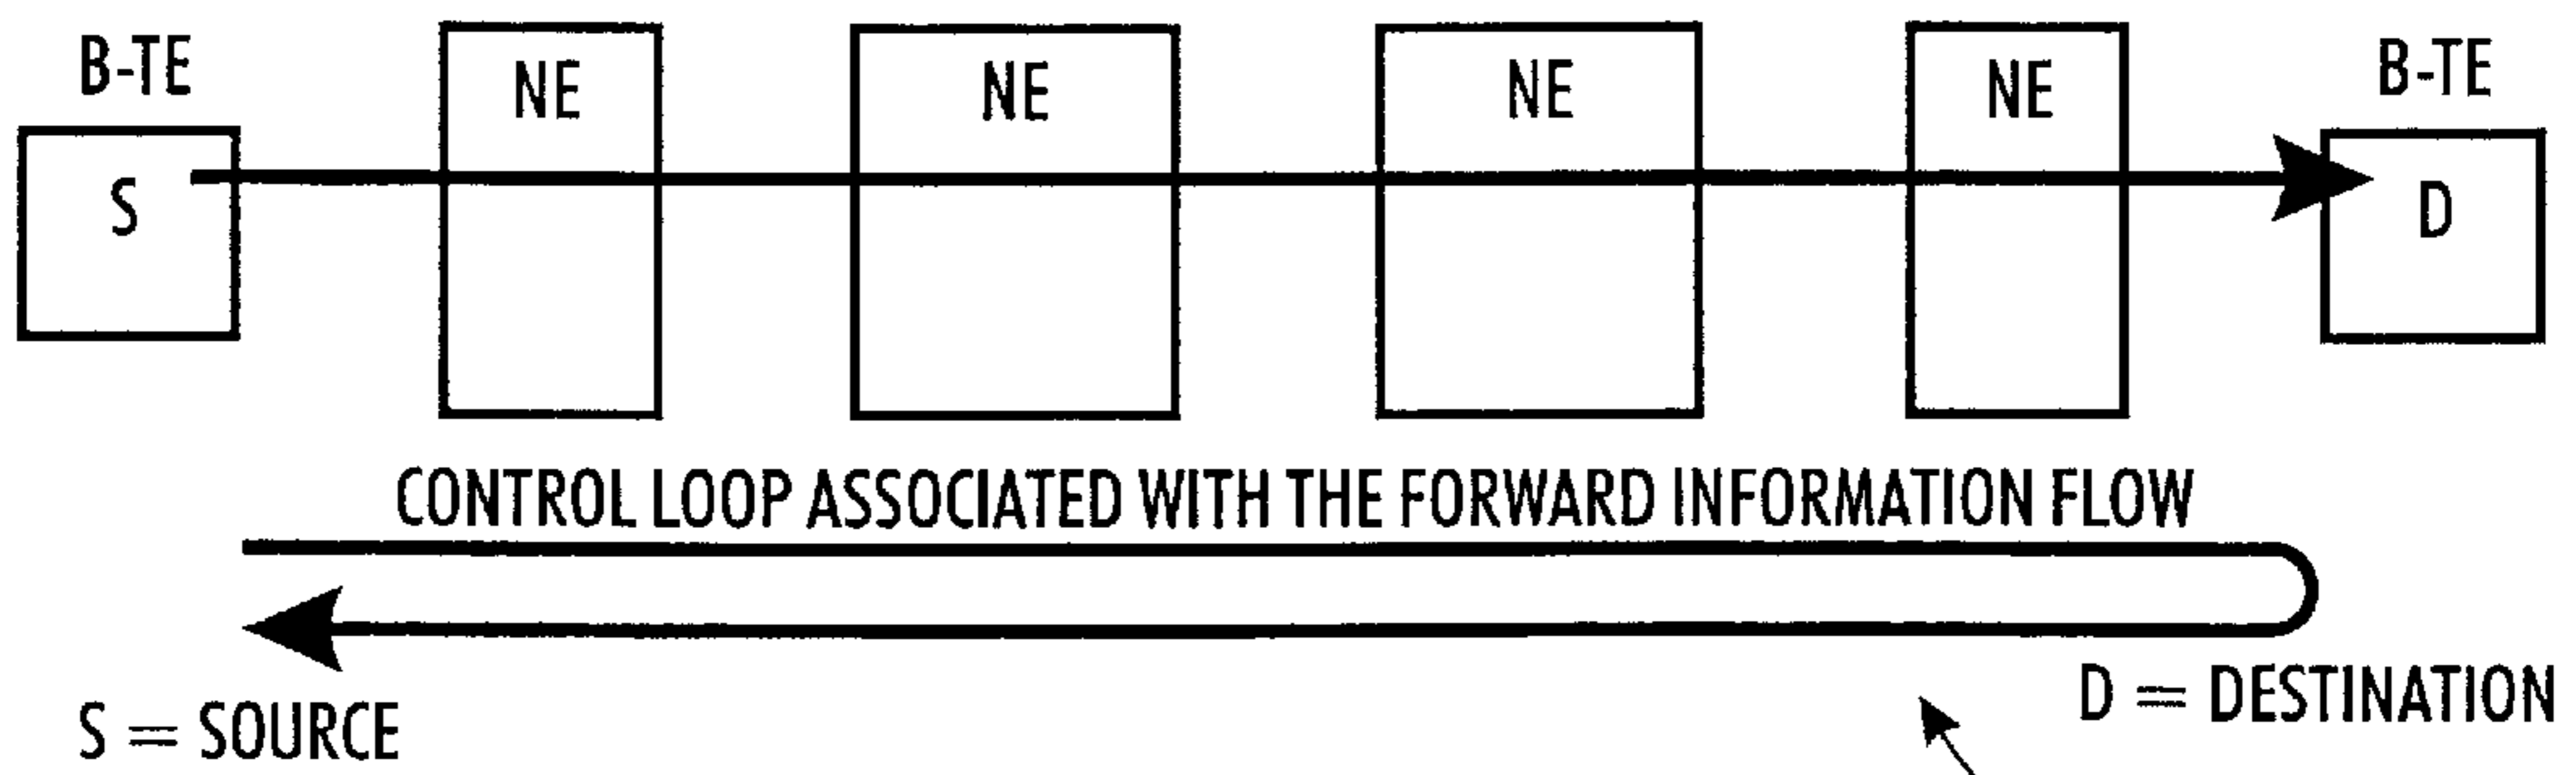 B-TE
NE
NE
NE
NE
B-TE
S
D
CONTROL LOOP ASSOCIATED WITH THE FORWARD INFORMATION FLOW
S = SOURCE
D = DESTINATION